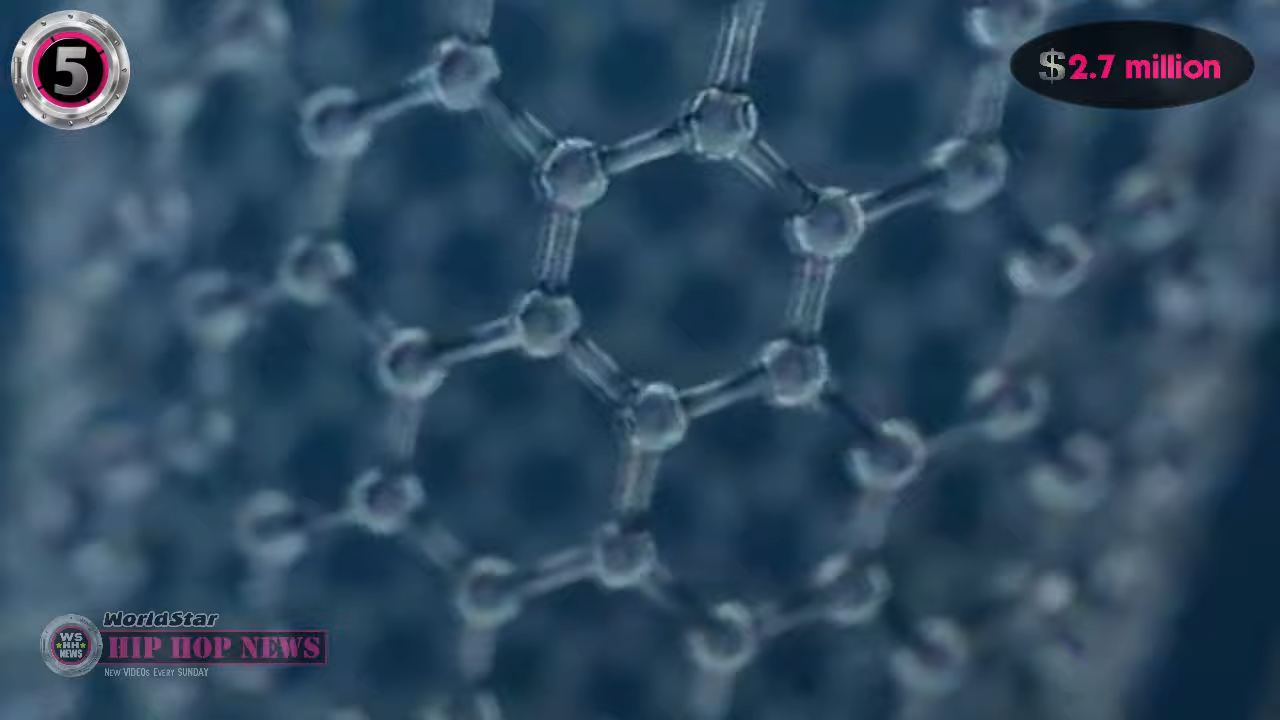 5
$2.7 million
WorldStar
WS
HH
NEWS
HIP HOP NEWS
NEW VIDEOS EVERY SUNDAY